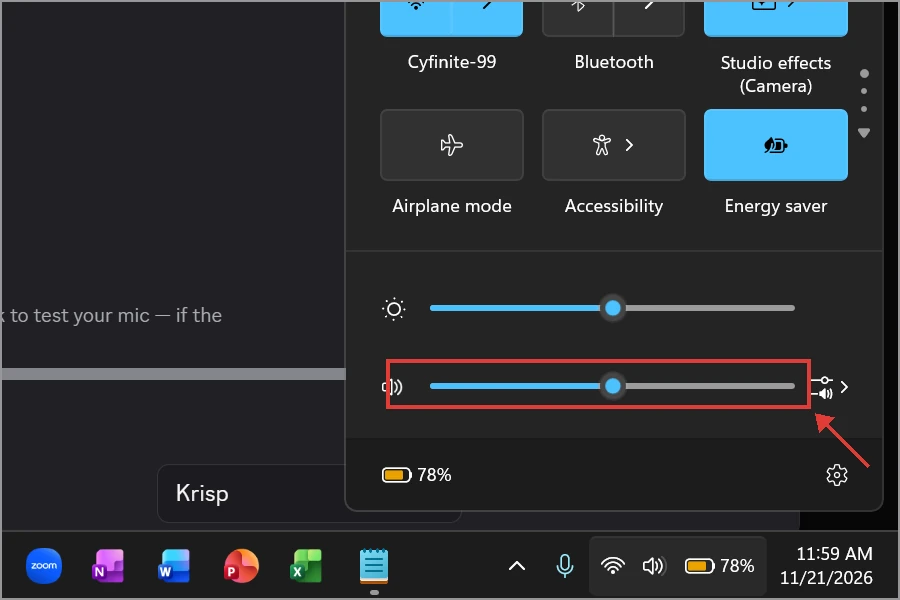 Cyfinite-99
Bluetooth
Studio effects
(Camera)
Airplane mode
Accessibility
Energy saver
to test your mic — if the
78%
Krisp
zoom
N
W
P
X
78%
11:59 AM
11/21/2026